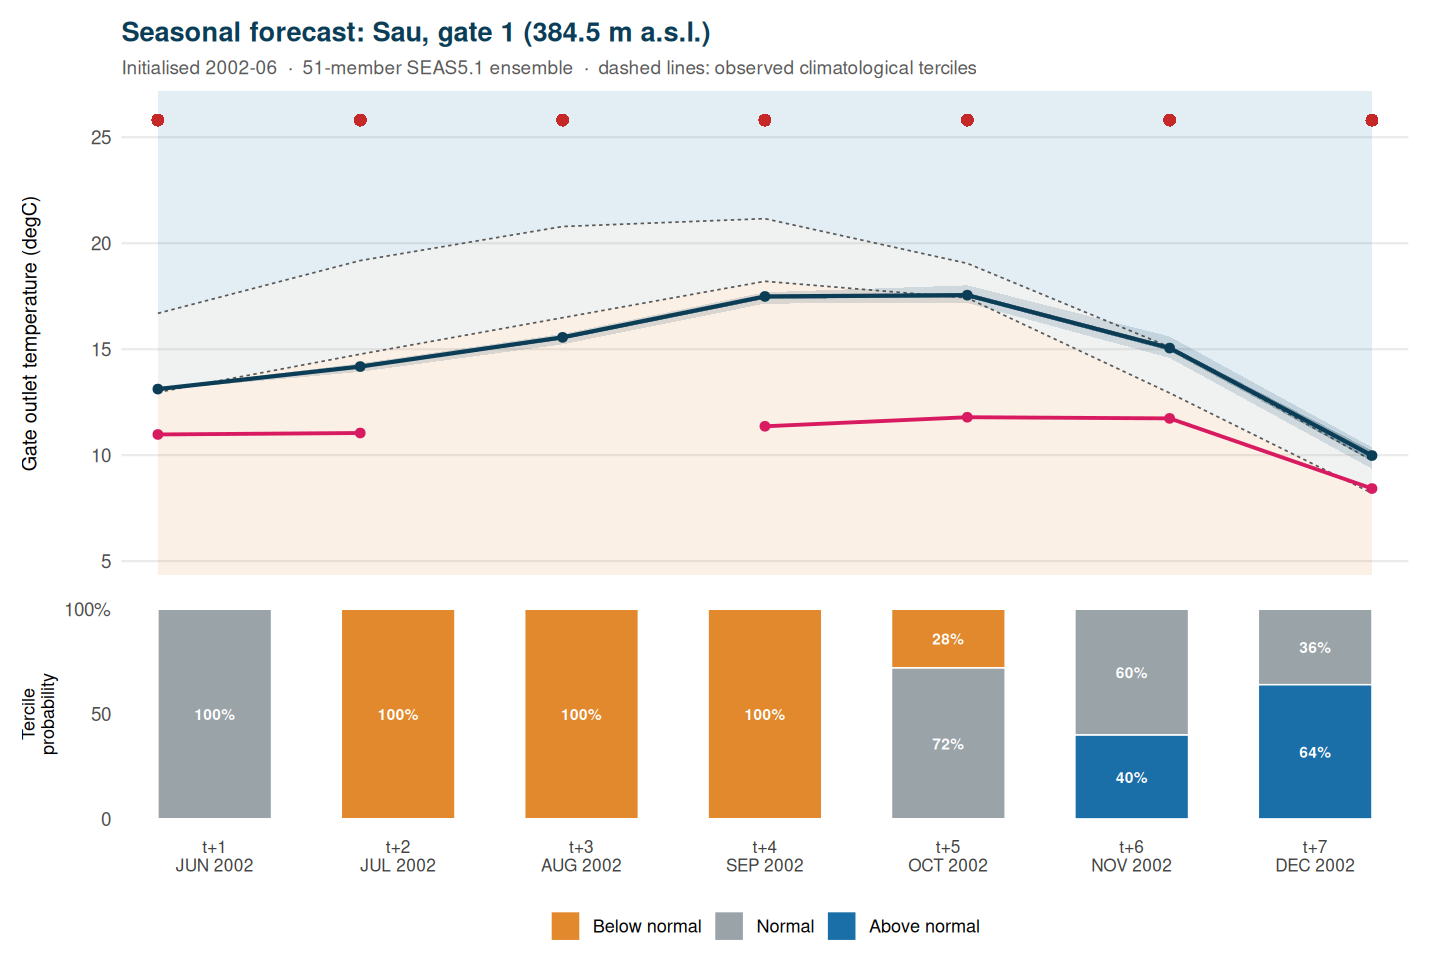 Seasonal forecast: Sau, gate 1 (384.5 m a.s.l.)
Initialised 2002-06 · 51-member SEAS5.1 ensemble · dashed lines: observed climatological terciles
Gate outlet temperature (degC)
25
20
15
10
5
Tercile
probability
100%
50
0
100%
100%
100%
100%
28%
72%
60%
40%
36%
64%
t+1
JUN 2002
t+2
JUL 2002
t+3
AUG 2002
t+4
SEP 2002
t+5
OCT 2002
t+6
NOV 2002
t+7
DEC 2002
Below normal
Normal
Above normal